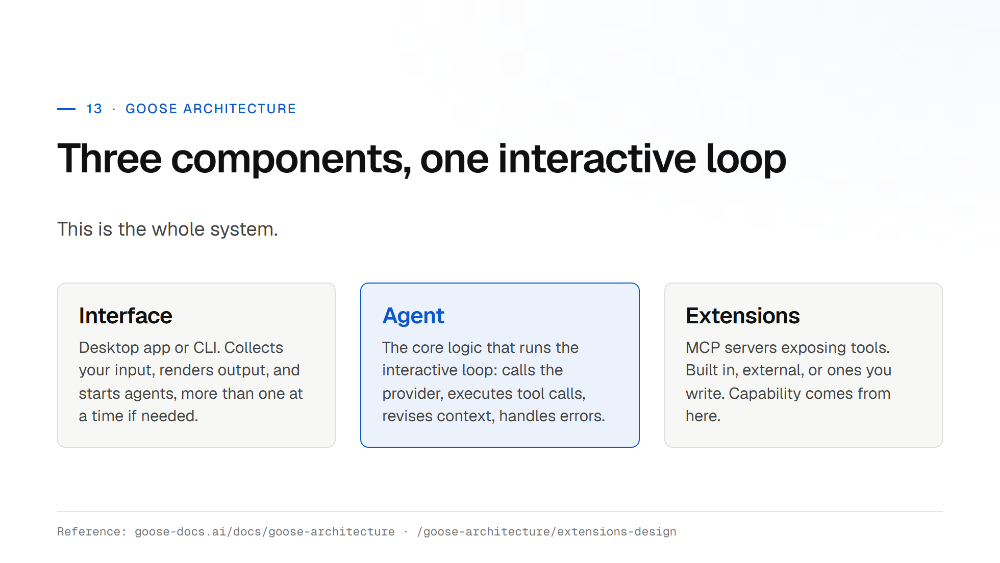 13 · GOOSE ARCHITECTURE
Three components, one interactive loop
This is the whole system.
Interface
Desktop app or CLI. Collects
your input, renders output, and
starts agents, more than one at
a time if needed.
Agent
The core logic that runs the
interactive loop: calls the
provider, executes tool calls,
revises context, handles errors.
Extensions
MCP servers exposing tools.
Built in, external, or ones you
write. Capability comes from
here.
Reference: goose-docs.ai/docs/goose-architecture · /goose-architecture/extensions-design